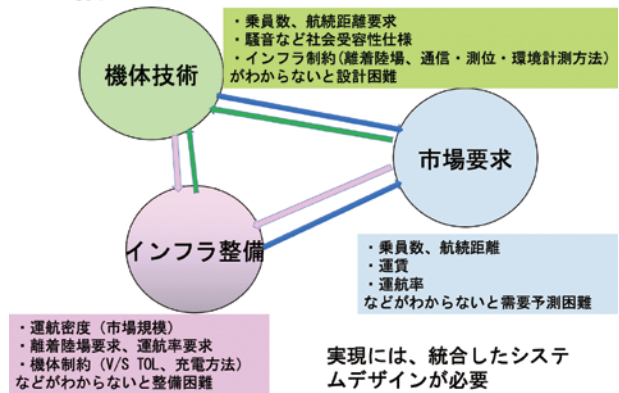 ・乗員数、航続距離要求
・騒音など社会受容性仕様
・インフラ制約(離着陸場、通信・測位・環境計測方法)
がわからないと設計困難
機体技術
市場要求
インフラ整備
・乗員数、航続距離
・運賃
・運航率
などがわからないと需要予測困難
・運航密度（市場規模）
・離着陸場要求、運航率要求
・機体制約（V/S TOL、充電方法）
などがわからないと整備困難
実現には、統合したシステ
ムデザインが必要